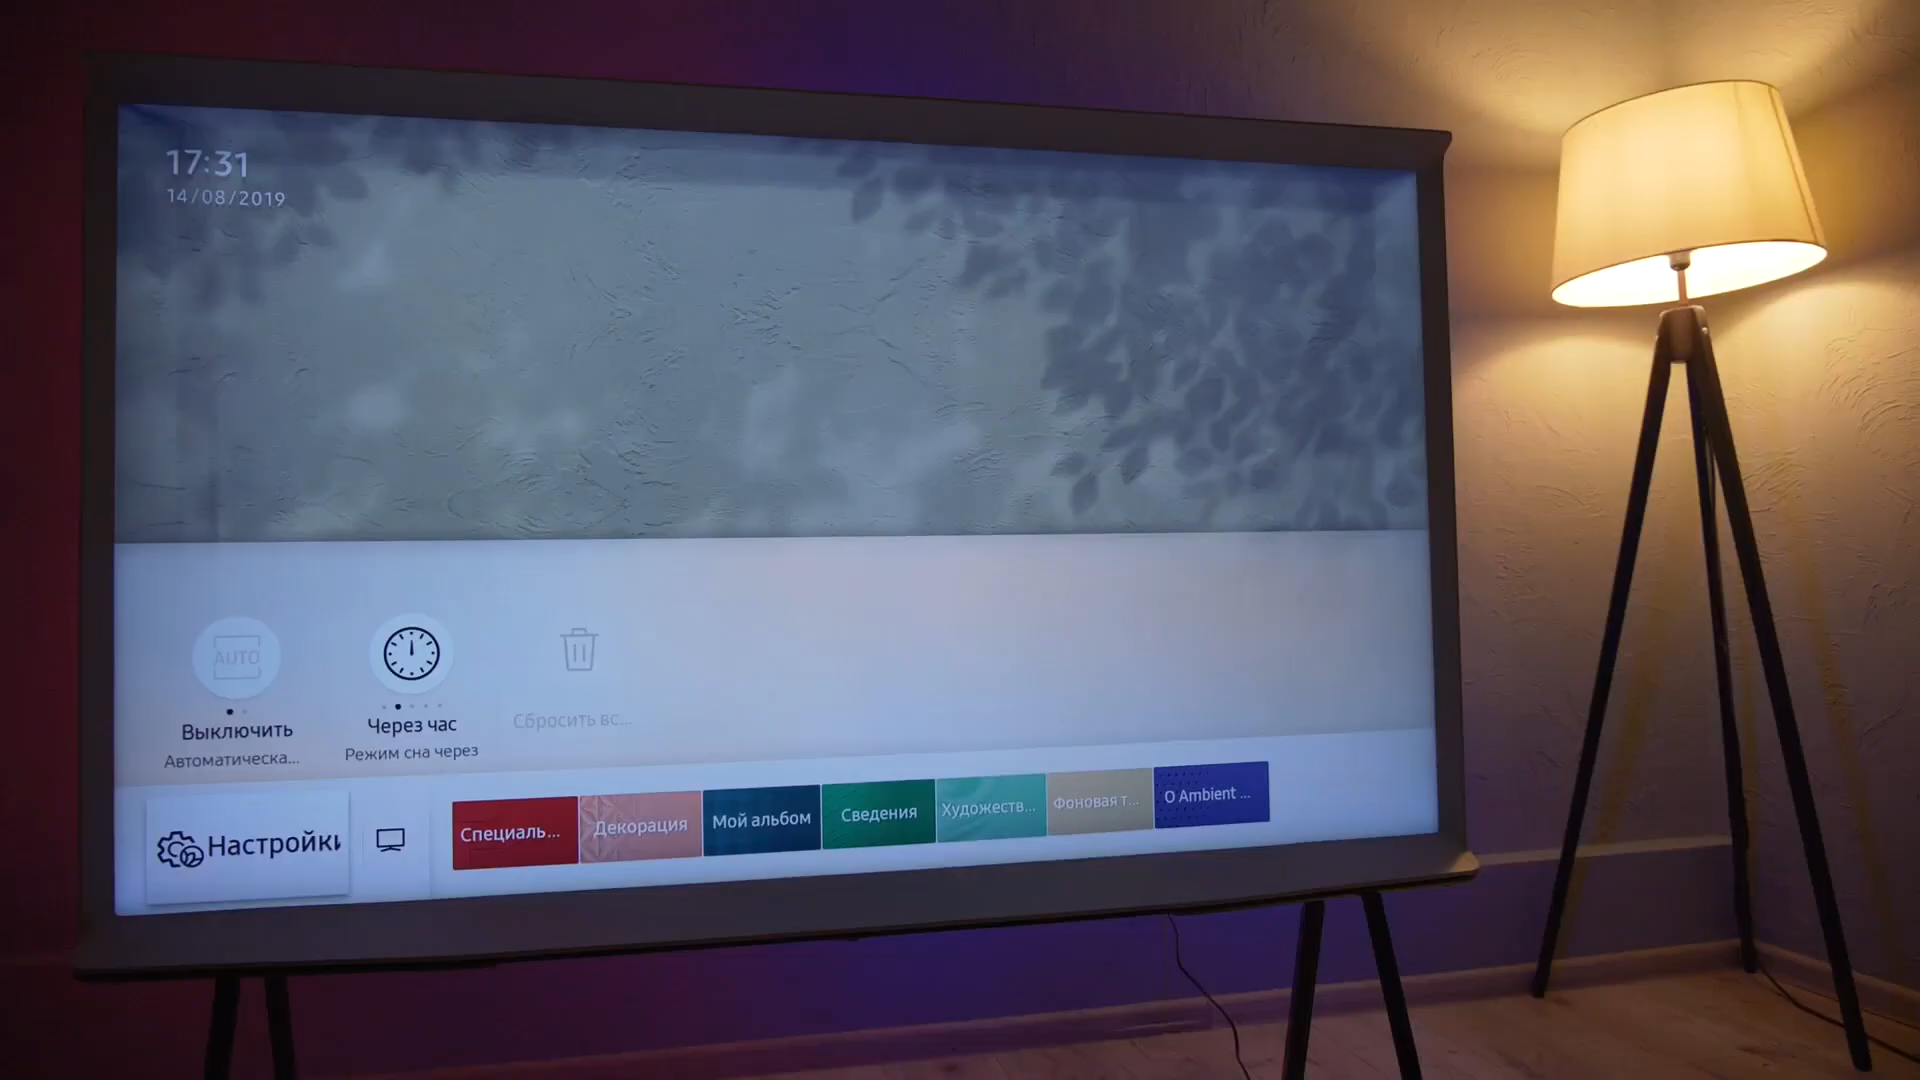 17:31
14/08/2019
AUTO
Выключить
Автоматическа...
Через час
Режим сна через
Сбросить вс...
Настройки
Специаль...
Декорация
Мой альбом
Сведения
Художеств...
Фоновая т...
О Ambient ...